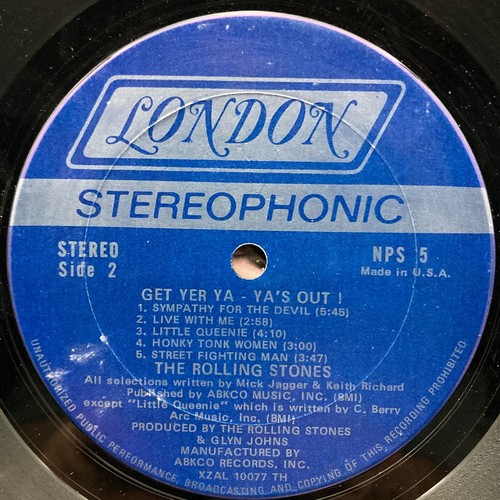 LONDON
STEREOPHONIC
STEREO
Side 2
NPS 5
Made in U.S.A.
GET YER YA - YA'S OUT !
1. SYMPATHY FOR THE DEVIL (5:45)
2. LIVE WITH ME (2:58)
3. LITTLE QUEENIE (4:10)
4. HONKY TONK WOMEN (3:00)
5. STREET FIGHTING MAN (3:47)
THE ROLLING STONES
All selections written by Mick Jagger & Keith Richard
Published by ABKCO MUSIC, INC. (BMI)
except "Little Queenie" which is written by C. Berry
Arc Music, Inc. (BMI)
PRODUCED BY THE ROLLING STONES
& GLYN JOHNS
MANUFACTURED BY
ABKCO RECORDS, INC.
XZAL 10077 TH
UNAUTHORIZED PUBLIC PERFORMANCE, BROADCASTING AND COPYING OF THIS RECORDING PROHIBITED